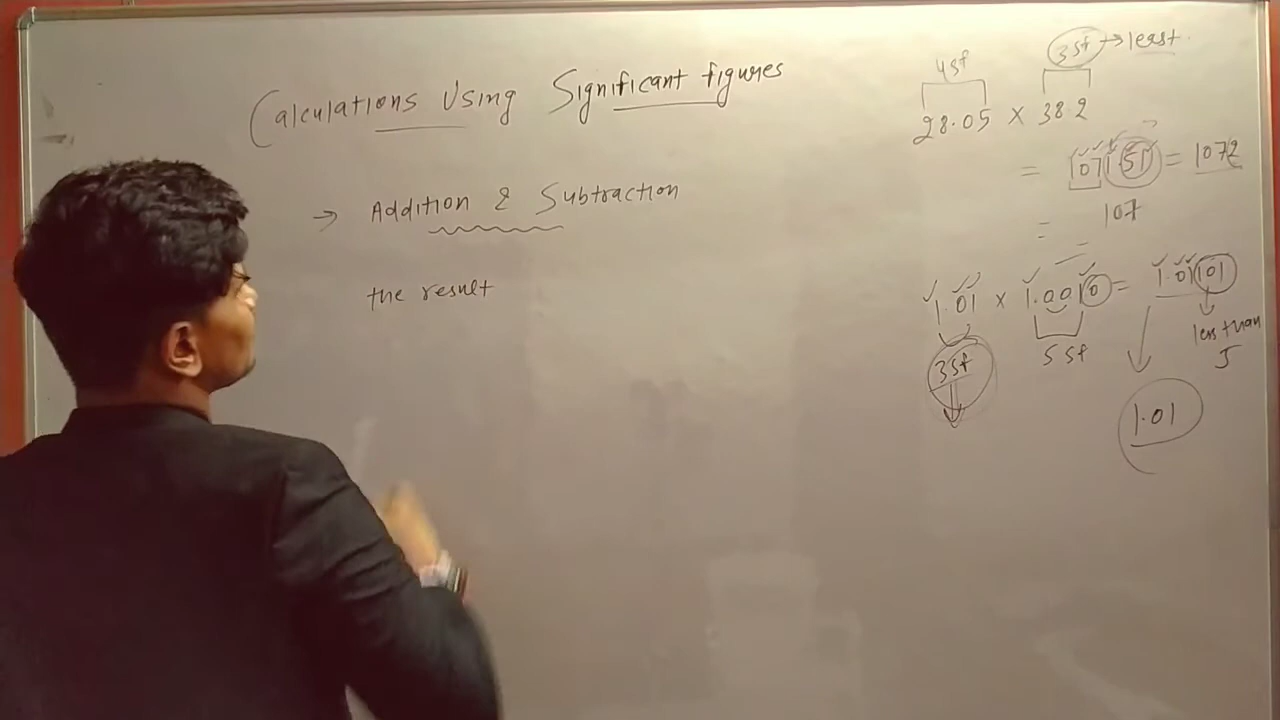 Calculations Using Significant figures
→ Addition & Subtraction
the result
4sf 3sf → least.
28.05 × 38.2
= 1071.51 = 1072
= 107
1.01 × 1.0010 = 1.01101
3sf 5sf less than 5
1.01